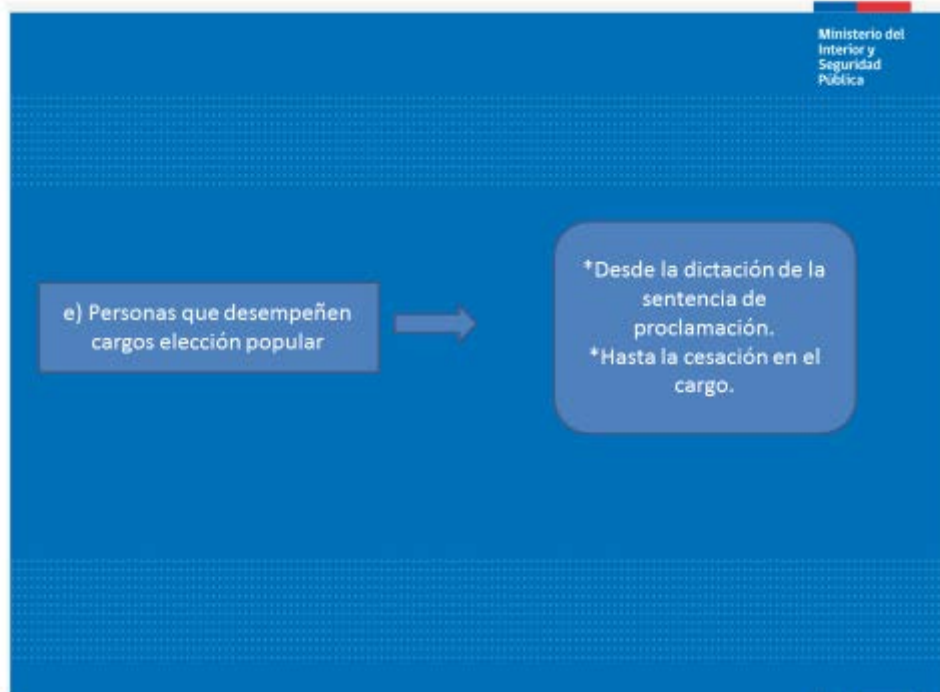 Ministerio del
Interior y
Seguridad
Pública
e) Personas que desempeñen
cargos elección popular
*Desde la dictación de la
sentencia de
proclamación.
*Hasta la cesación en el
cargo.